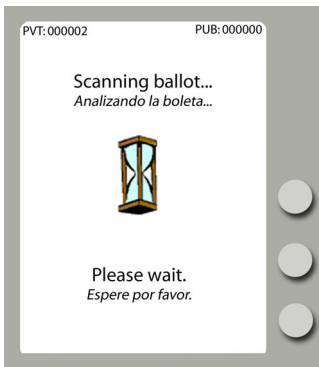 PVT: 000002 PUB: 000000
Scanning ballot...
Analizando la boleta...
Please wait.
Espere por favor.